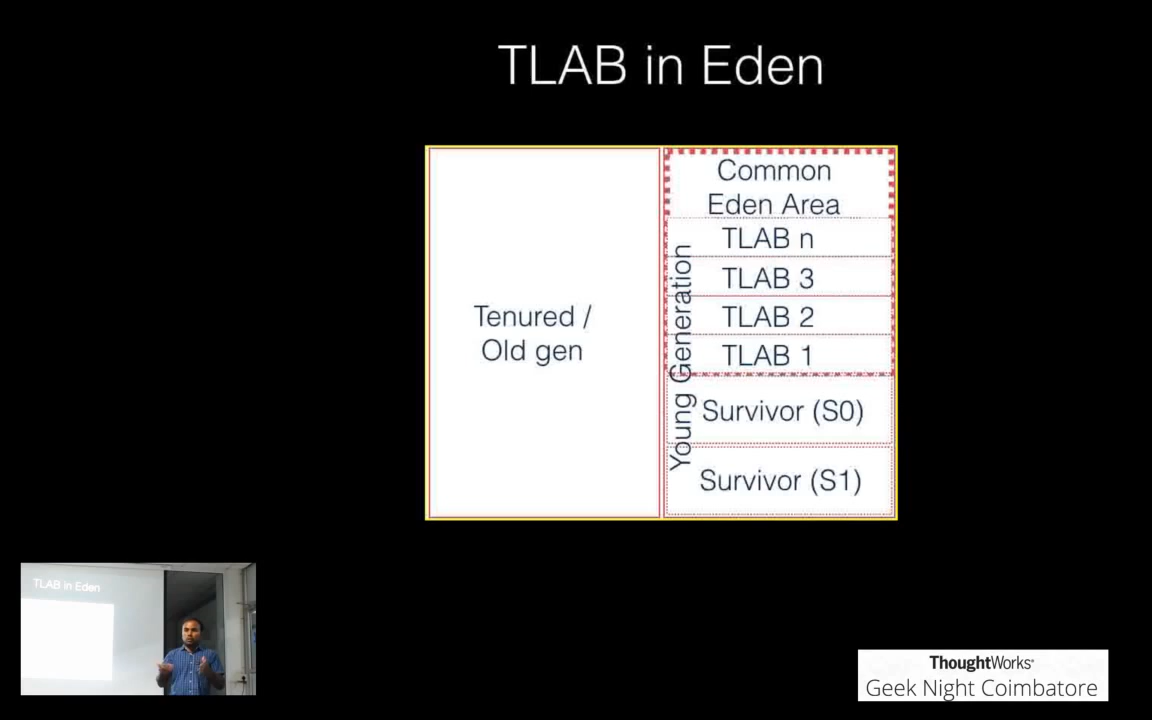 TLAB in Eden
Tenured /
Old gen
Young Generation
Common
Eden Area
TLAB n
TLAB 3
TLAB 2
TLAB 1
Survivor (S0)
Survivor (S1)
TLAB in Eden
ThoughtWorks®
Geek Night Coimbatore